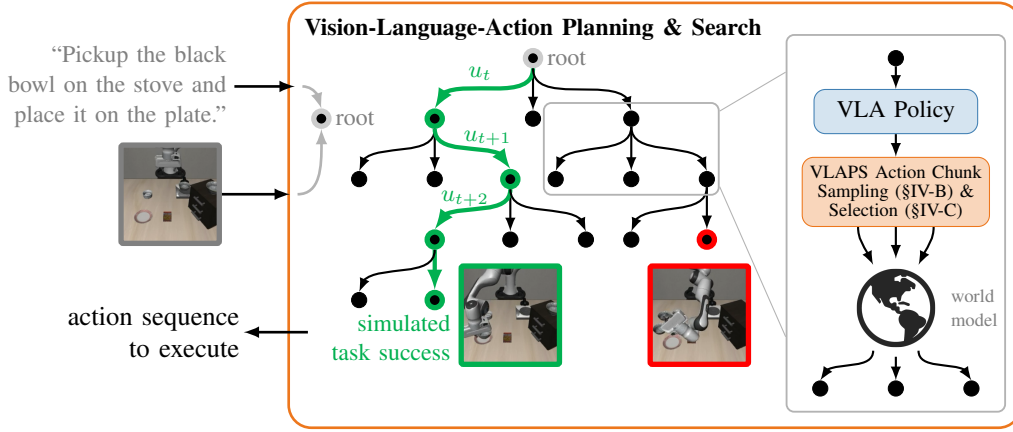 Vision-Language-Action Planning & Search
“Pickup the black
bowl on the stove and
place it on the plate.”
root
root
u_t
u_{t+1}
u_{t+2}
simulated
task success
action sequence
to execute
VLA Policy
VLAPS Action Chunk
Sampling (§IV-B) &
Selection (§IV-C)
world
model